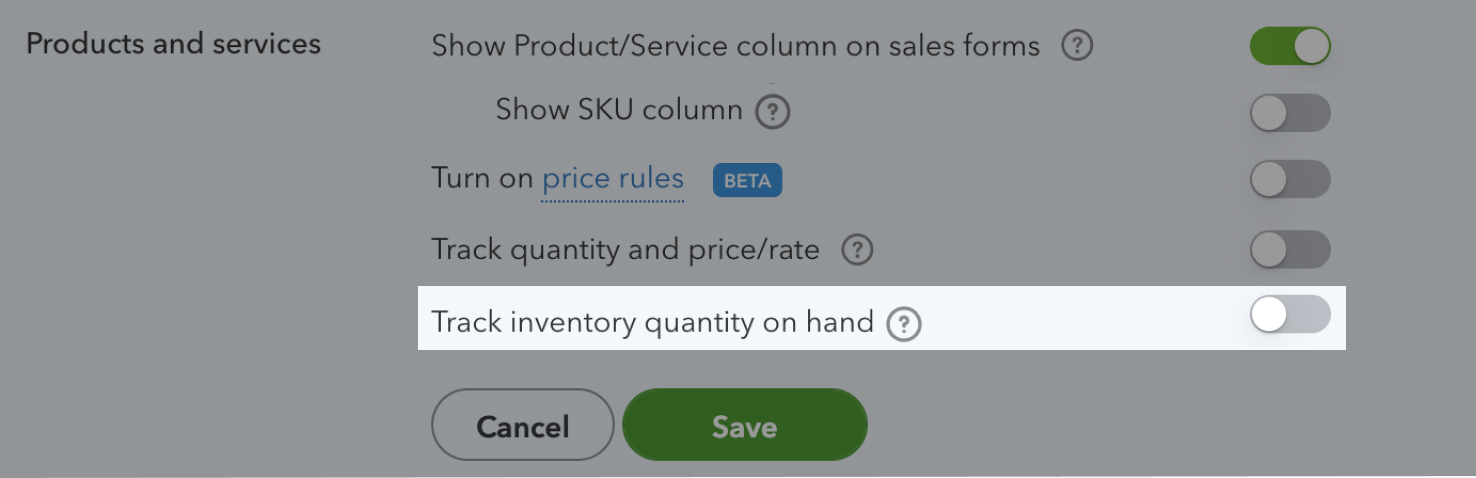 Products and services
Show Product/Service column on sales forms ?
Show SKU column ?
Turn on price rules BETA
Track quantity and price/rate ?
Track inventory quantity on hand ?
Cancel Save